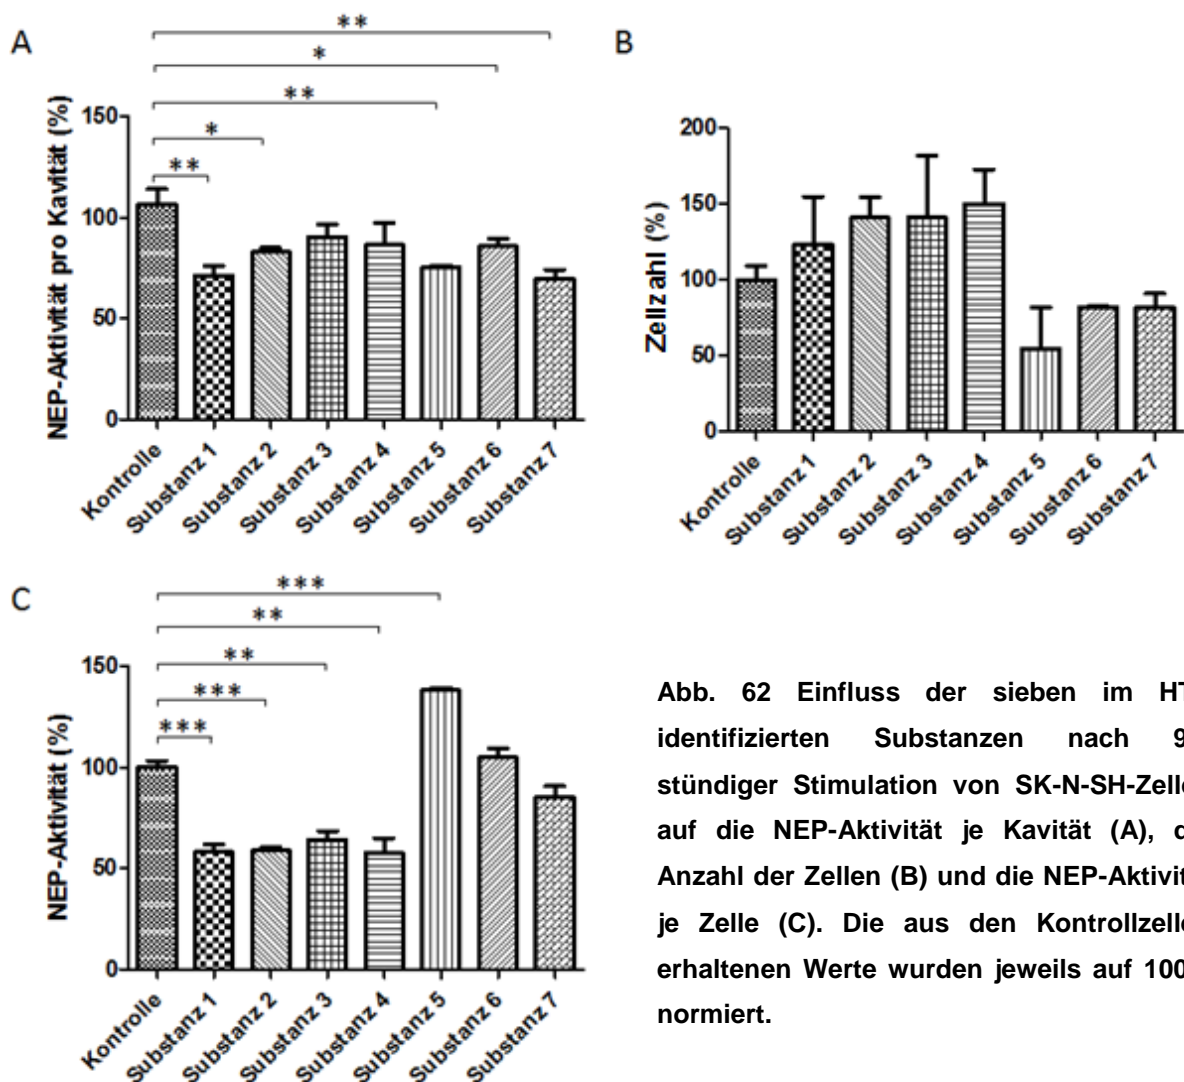 A
**
*
**
*
**
NEP-Aktivität pro Kavität (%)
150
100
50
0
Kontrolle
Substanz 1
Substanz 2
Substanz 3
Substanz 4
Substanz 5
Substanz 6
Substanz 7
B
Zellzahl (%)
200
150
100
50
0
Kontrolle
Substanz 1
Substanz 2
Substanz 3
Substanz 4
Substanz 5
Substanz 6
Substanz 7
C
***
**
**
***
***
NEP-Aktivität (%)
150
100
50
0
Kontrolle
Substanz 1
Substanz 2
Substanz 3
Substanz 4
Substanz 5
Substanz 6
Substanz 7
Abb. 62 Einfluss der sieben im
identifizierten Substanzen nach
stündiger Stimulation von
auf die NEP-Aktivität je Kavität (A),
Anzahl der Zellen (B) und die
je Zelle (C). Die aus den
erhaltenen Werte wurden jeweils auf
normiert.